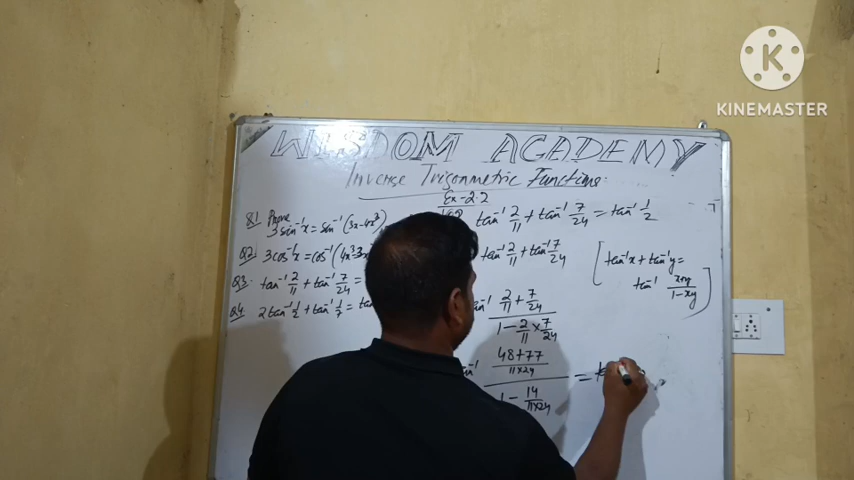 KINEMASTER
WISDOM ACADEMY
Inverse Trigonometric Functions.
Ex-2.2
Q1. Prove
3sin⁻¹x = sin⁻¹(3x-4x³)
Q2. 3cos⁻¹x = cos⁻¹(4x³-3x
Q3. tan⁻¹ 2/11 + tan⁻¹ 7/24 =
Q4. 2tan⁻¹ 1/2 + tan⁻¹ 1/7 = tan
tan⁻¹ 2/11 + tan⁻¹ 7/24 = tan⁻¹ 1/2
tan⁻¹ 2/11 + tan⁻¹ 7/24
2/11 + 7/24
1 - 2/11 × 7/24
48+77
11×24
1 - 14/11×24
=
[tan⁻¹x + tan⁻¹y =
tan⁻¹ x+y/1-xy]